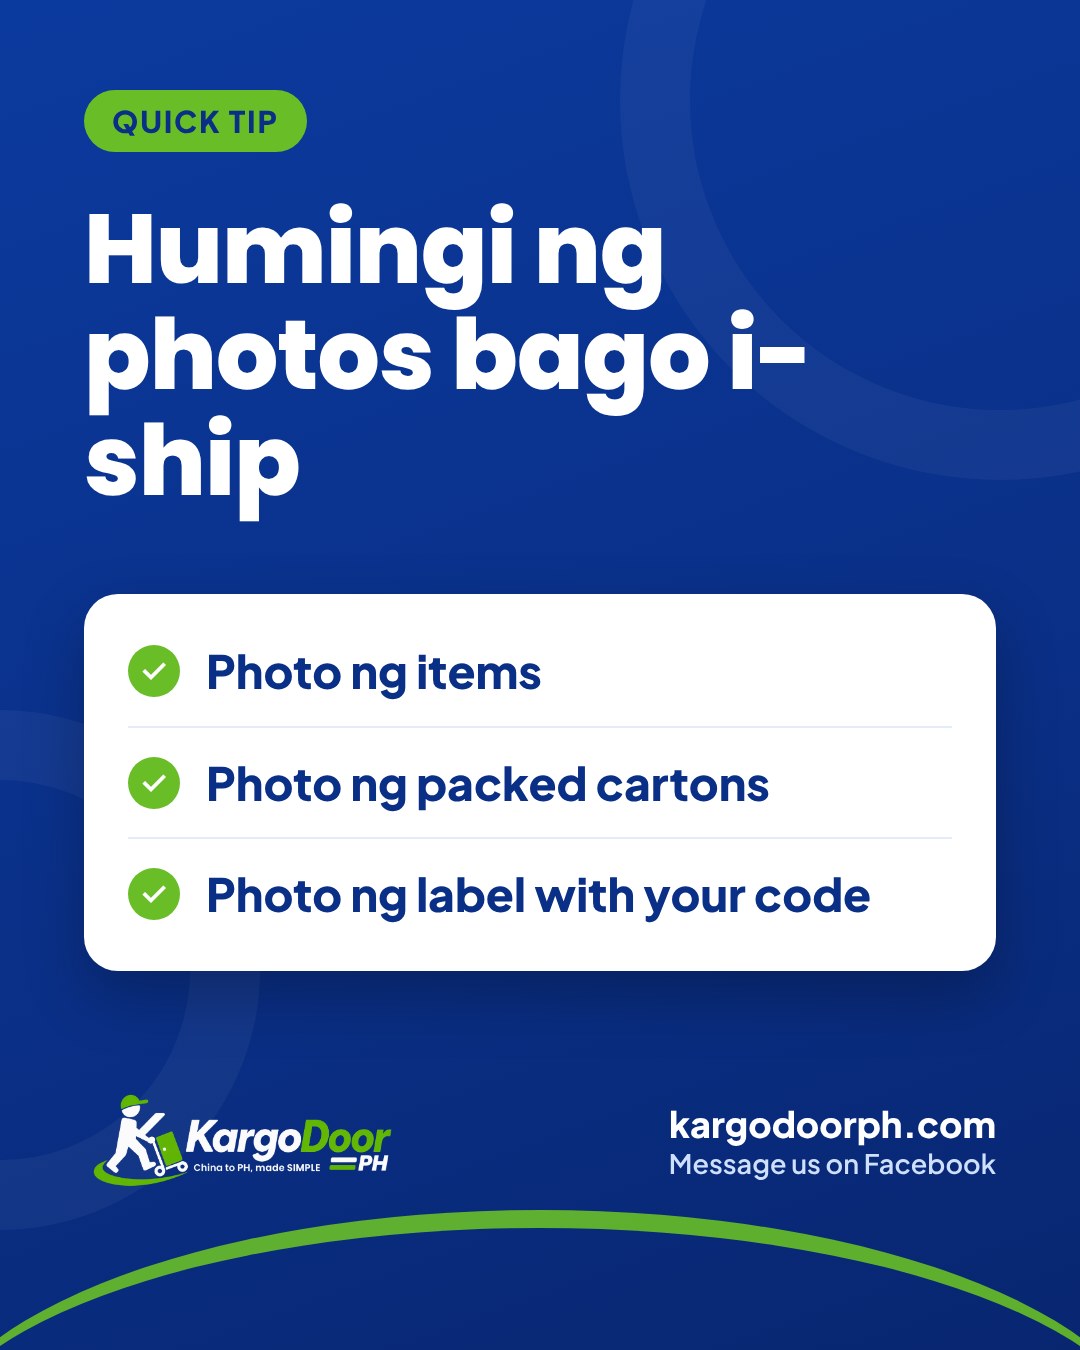 QUICK TIP
Humingi ng
photos bago i-
ship
Photo ng items
Photo ng packed cartons
Photo ng label with your code
KargoDoor
China to PH, made SIMPLE PH
kargodoorph.com
Message us on Facebook